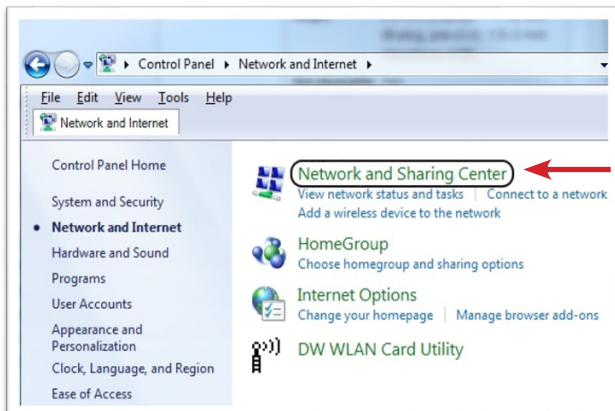 Control Panel Network and Internet
File Edit View Tools Help
Network and Internet
Control Panel Home
System and Security
Network and Internet
Hardware and Sound
Programs
User Accounts
Appearance and
Personalization
Clock, Language, and Region
Ease of Access
Network and Sharing Center
View network status and tasks | Connect to a network
Add a wireless device to the network
HomeGroup
Choose homegroup and sharing options
Internet Options
Change your homepage | Manage browser add-ons
DW WLAN Card Utility